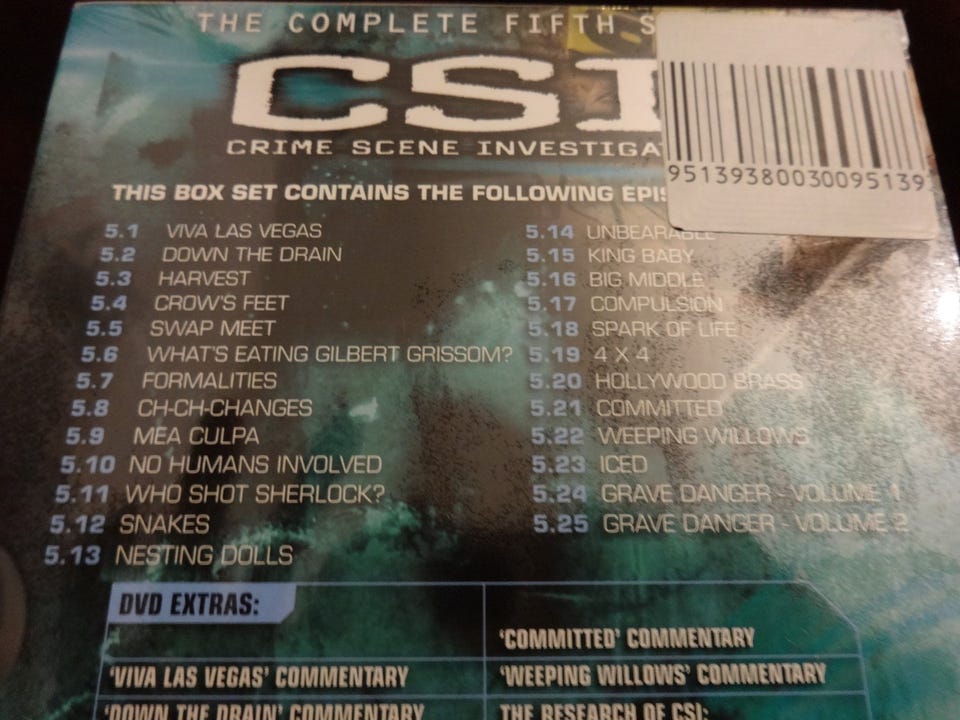 THE COMPLETE FIFTH S
CSI
CRIME SCENE INVESTIGA
95139380030095139
THIS BOX SET CONTAINS THE FOLLOWING EPIS
5.1 VIVA LAS VEGAS
5.2 DOWN THE DRAIN
5.3 HARVEST
5.4 CROW'S FEET
5.5 SWAP MEET
5.6 WHAT'S EATING GILBERT GRISSOM?
5.7 FORMALITIES
5.8 CH-CH-CHANGES
5.9 MEA CULPA
5.10 NO HUMANS INVOLVED
5.11 WHO SHOT SHERLOCK?
5.12 SNAKES
5.13 NESTING DOLLS
5.14 UNBEARABLE
5.15 KING BABY
5.16 BIG MIDDLE
5.17 COMPULSION
5.18 SPARK OF LIFE
5.19 4 X 4
5.20 HOLLYWOOD BRASS
5.21 COMMITTED
5.22 WEEPING WILLOWS
5.23 ICED
5.24 GRAVE DANGER - VOLUME 1
5.25 GRAVE DANGER - VOLUME 2
DVD EXTRAS:
'VIVA LAS VEGAS' COMMENTARY
'DOWN THE DRAIN' COMMENTARY
'COMMITTED' COMMENTARY
'WEEPING WILLOWS' COMMENTARY
THE RESEARCH OF CSI: